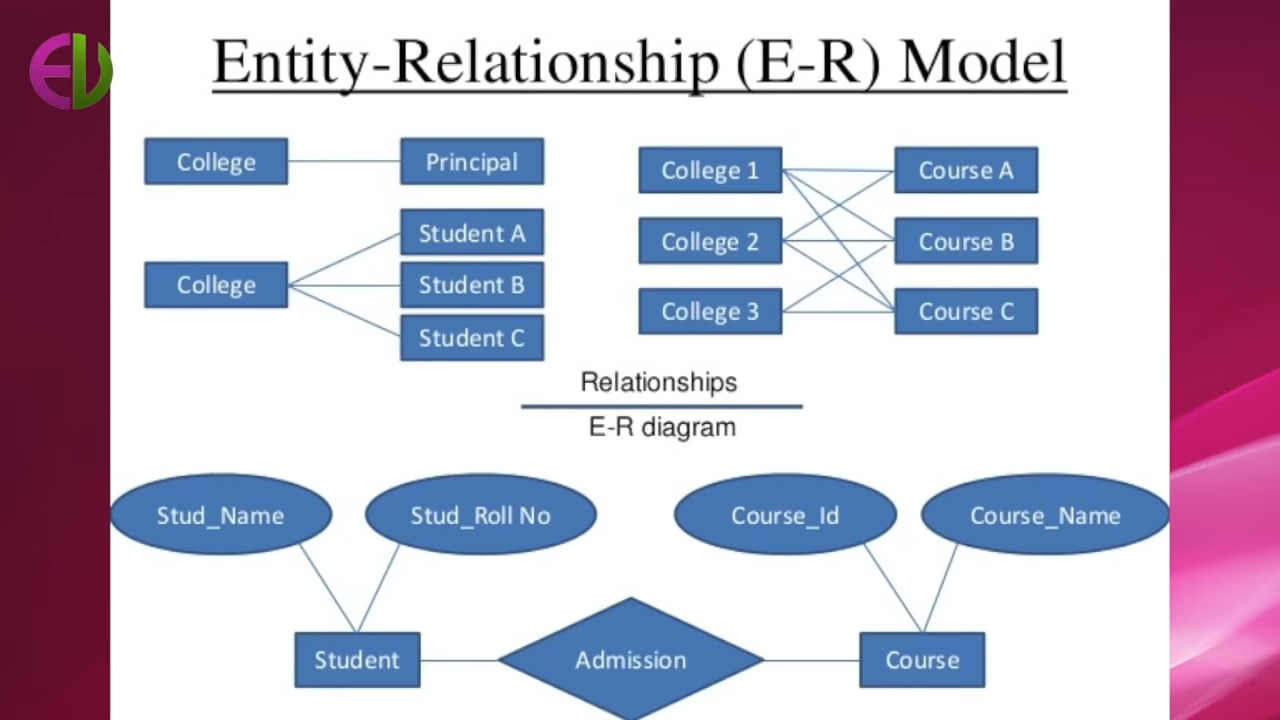 Entity-Relationship (E-R) Model
College
Principal
College
Student A
Student B
Student C
College 1
College 2
College 3
Course A
Course B
Course C
Relationships
E-R diagram
Stud_Name
Stud_Roll No
Course_Id
Course_Name
Student
Admission
Course